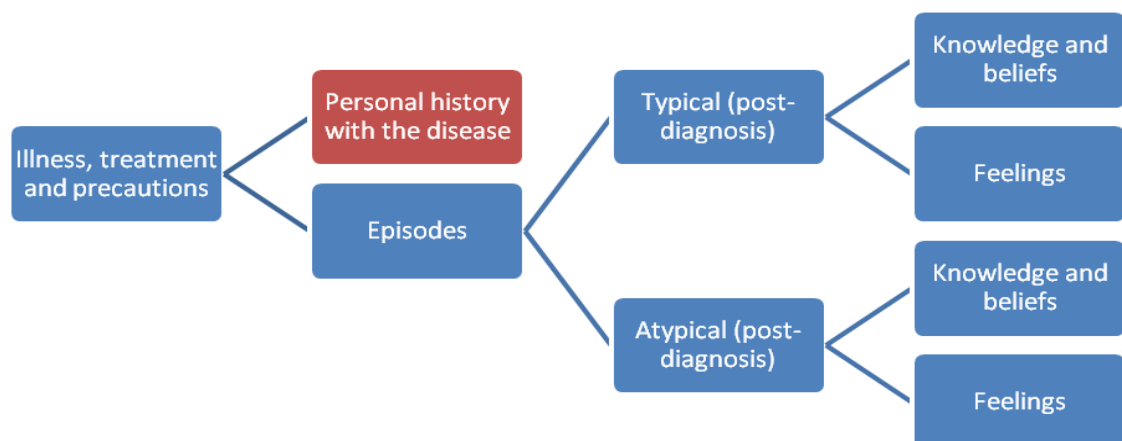 Illness, treatment
and precautions
Personal history
with the disease
Episodes
Typical (post-
diagnosis)
Knowledge and
beliefs
Feelings
Atypical (post-
diagnosis)
Knowledge and
beliefs
Feelings